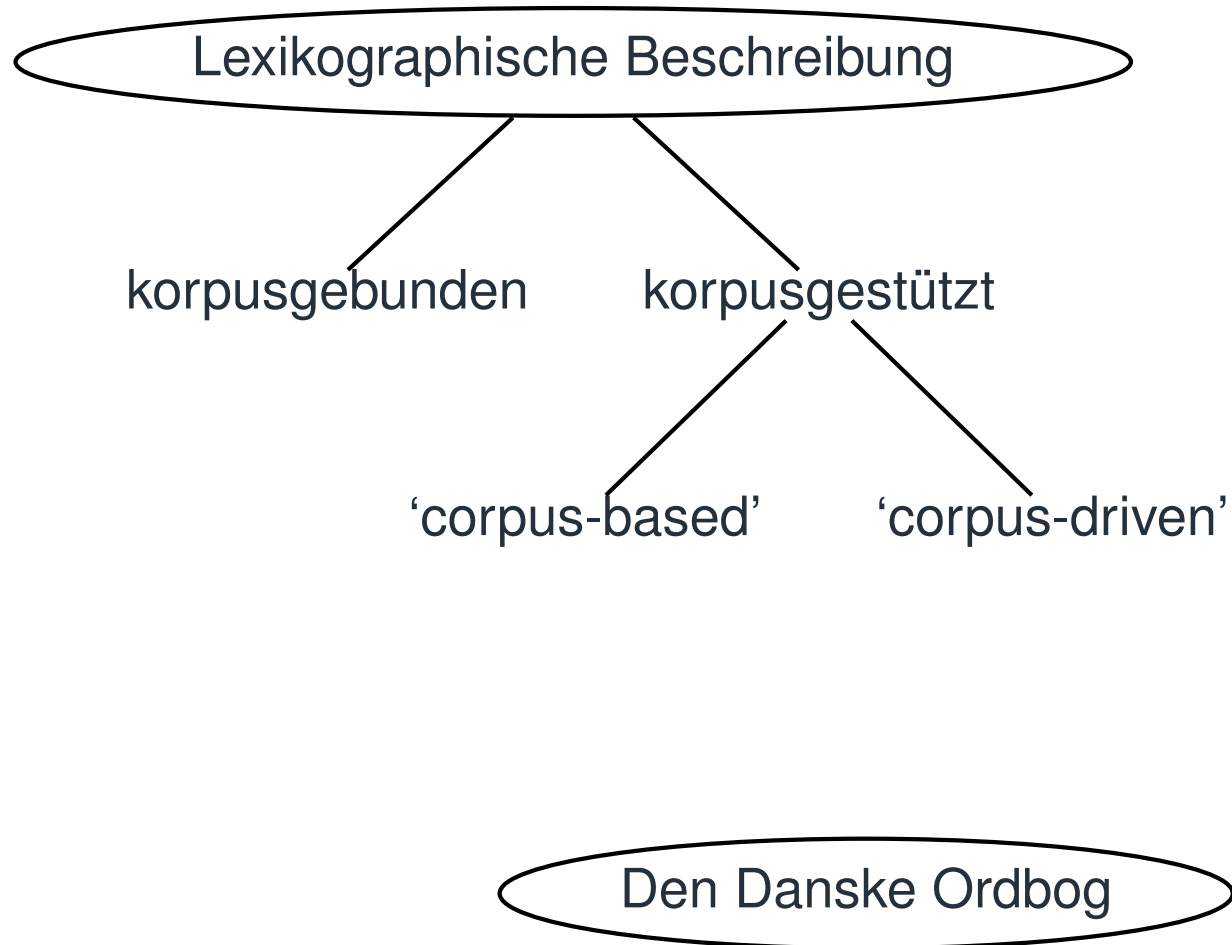 Lexikographische Beschreibung
korpusgebunden korpusgestützt
‘corpus-based’ ‘corpus-driven’
Den Danske Ordbog